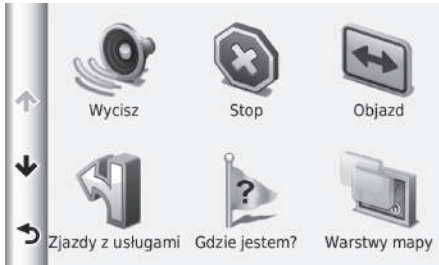 Wycisz
Stop
Objazd
?
Zjazdy z usługami
Gdzie jestem?
Warstwy mapy